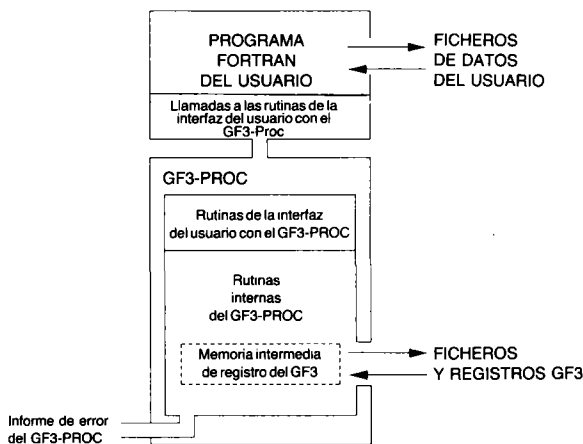 PROGRAMA
FORTRAN
DEL USUARIO
FICHEROS
DE DATOS
DEL USUARIO
Llamadas a las rutinas de la
interfaz del usuario con el
GF3-Proc
GF3-PROC
Rutinas de la interfaz
del usuario con el GF3-PROC
Rutinas
internas
del GF3-PROC
Memoria intermedia
de registro del GF3
FICHEROS
Y REGISTROS GF3
Informe de error
del GF3-PROC